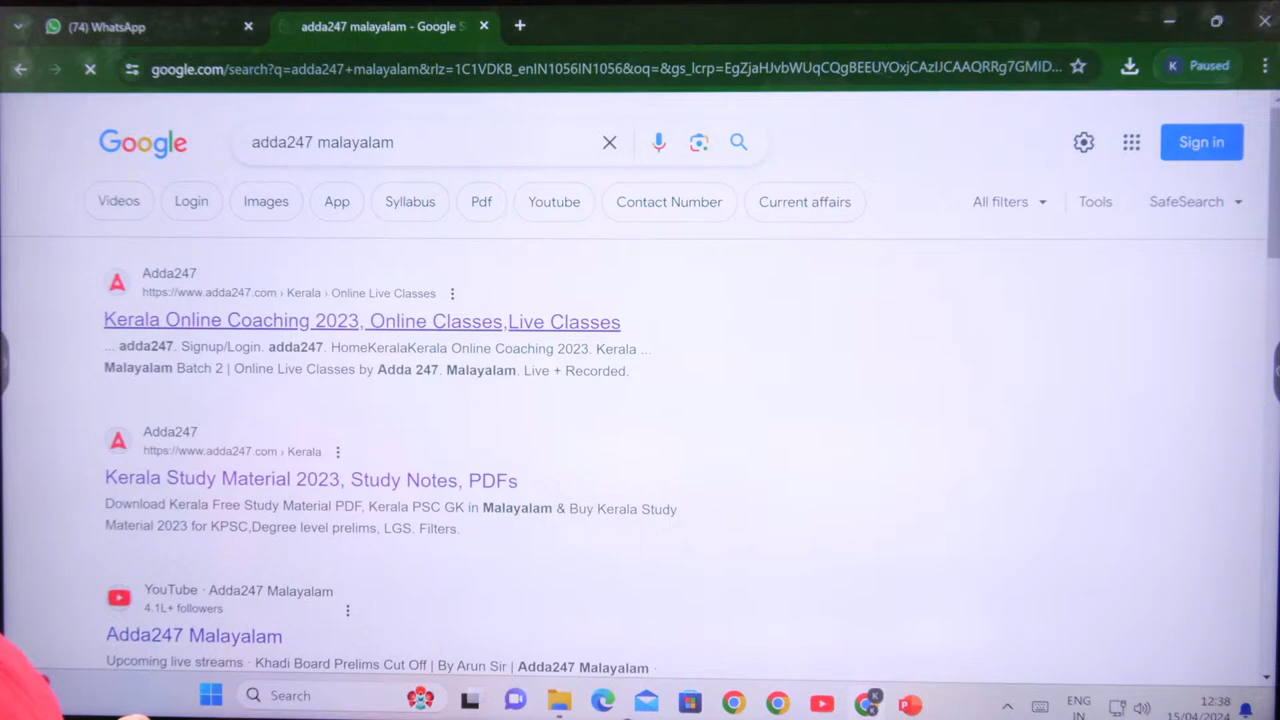 (74) WhatsApp
adda247 malayalam - Google S
google.com/search?q=adda247+malayalam&rlz=1C1VDKB_enIN1056IN1056&oq=&gs_lcrp=EgZjaHJvbWUqCQgBEEUYOxjCAzIJCAAQRRg7GMID...
K Paused
Google
adda247 malayalam
Sign in
Videos
Login
Images
App
Syllabus
Pdf
Youtube
Contact Number
Current affairs
All filters
Tools
SafeSearch
Adda247
https://www.adda247.com › Kerala › Online Live Classes
Kerala Online Coaching 2023, Online Classes,Live Classes
... adda247. Signup/Login. adda247. HomeKeralaKerala Online Coaching 2023. Kerala ...
Malayalam Batch 2 | Online Live Classes by Adda 247. Malayalam. Live + Recorded.
Adda247
https://www.adda247.com › Kerala
Kerala Study Material 2023, Study Notes, PDFs
Download Kerala Free Study Material PDF, Kerala PSC GK in Malayalam & Buy Kerala Study
Material 2023 for KPSC,Degree level prelims, LGS. Filters.
YouTube · Adda247 Malayalam
4.1L+ followers
Adda247 Malayalam
Upcoming live streams · Khadi Board Prelims Cut Off | By Arun Sir | Adda247 Malayalam ·
Search
ENG
IN
12:38
15/04/2024